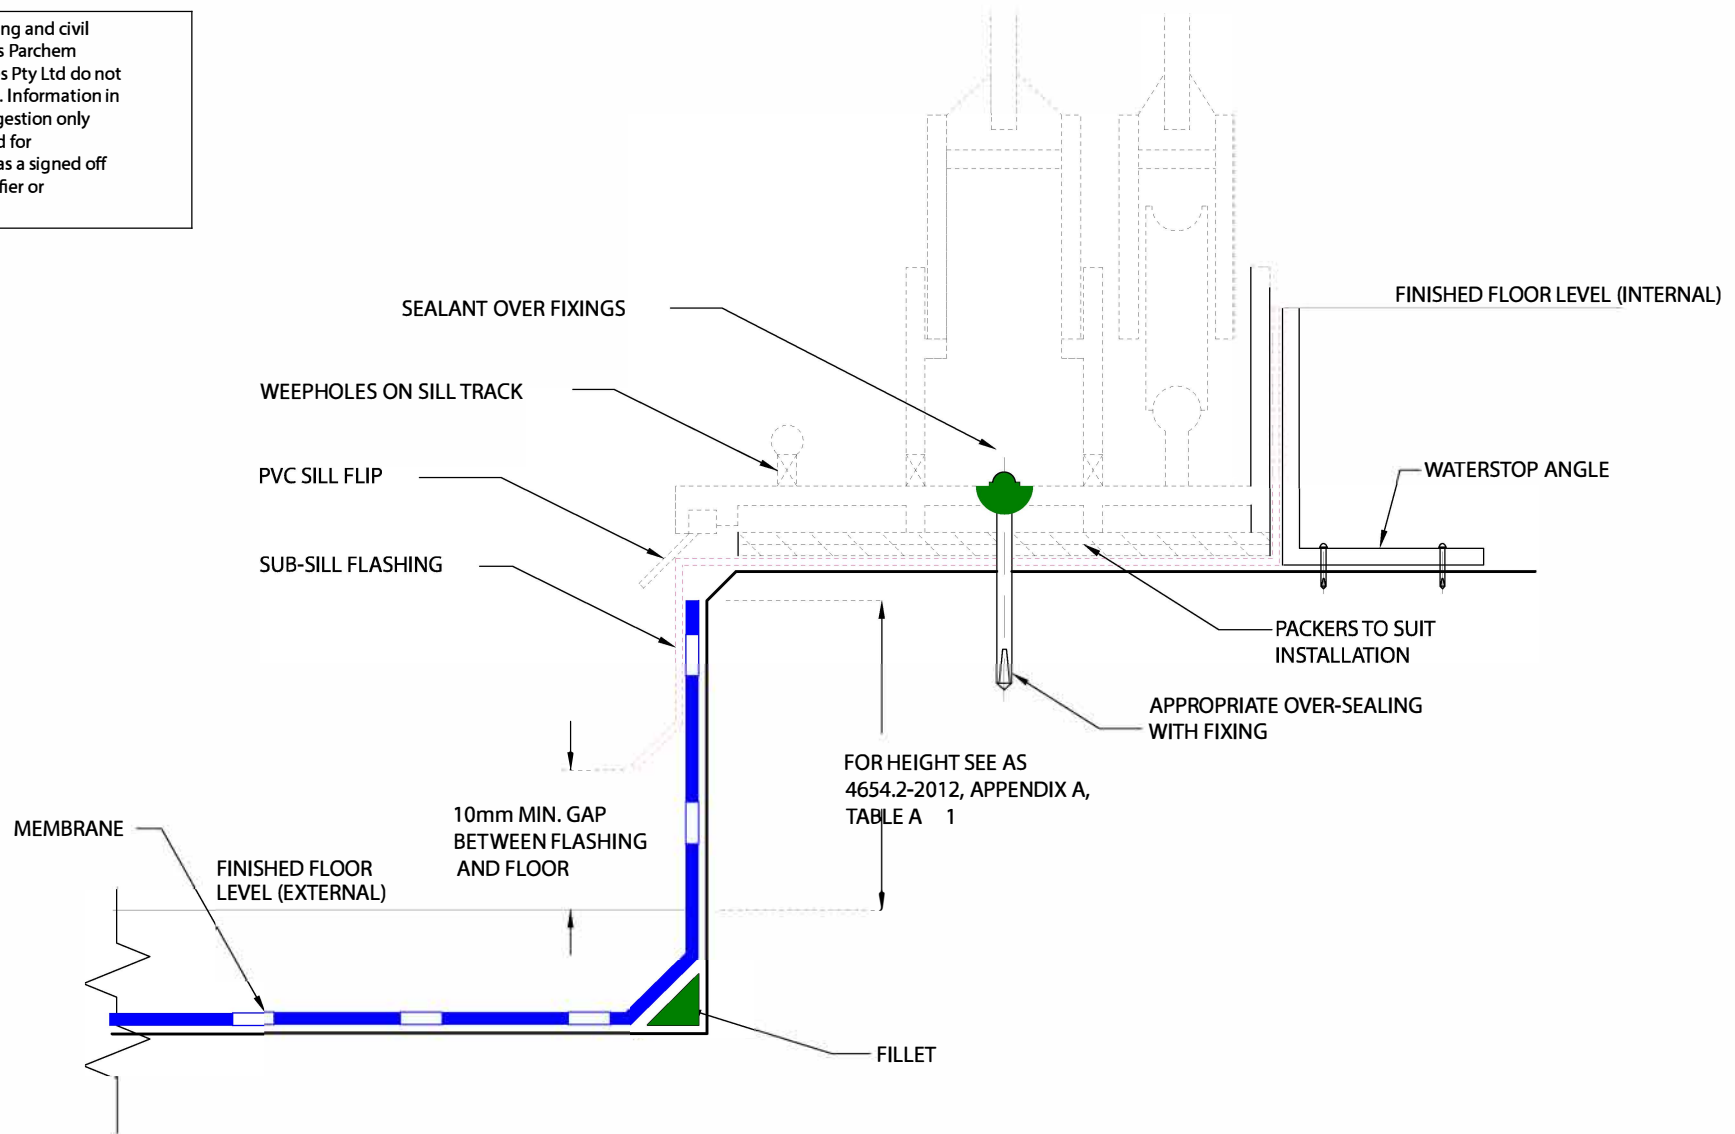 ng and civil
s Parchem
s Pty Ltd do not
. Information in
gestion only
d for
as a signed off
fier or
SEALANT OVER FIXINGS
FINISHED FLOOR LEVEL (INTERNAL)
WEEPHOLES ON SILL TRACK
PVC SILL FLIP
WATERSTOP ANGLE
SUB-SILL FLASHING
PACKERS TO SUIT
INSTALLATION
APPROPRIATE OVER-SEALING
WITH FIXING
FOR HEIGHT SEE AS
4654.2-2012, APPENDIX A,
TABLE A 1
10mm MIN. GAP
BETWEEN FLASHING
AND FLOOR
MEMBRANE
FINISHED FLOOR
LEVEL (EXTERNAL)
FILLET